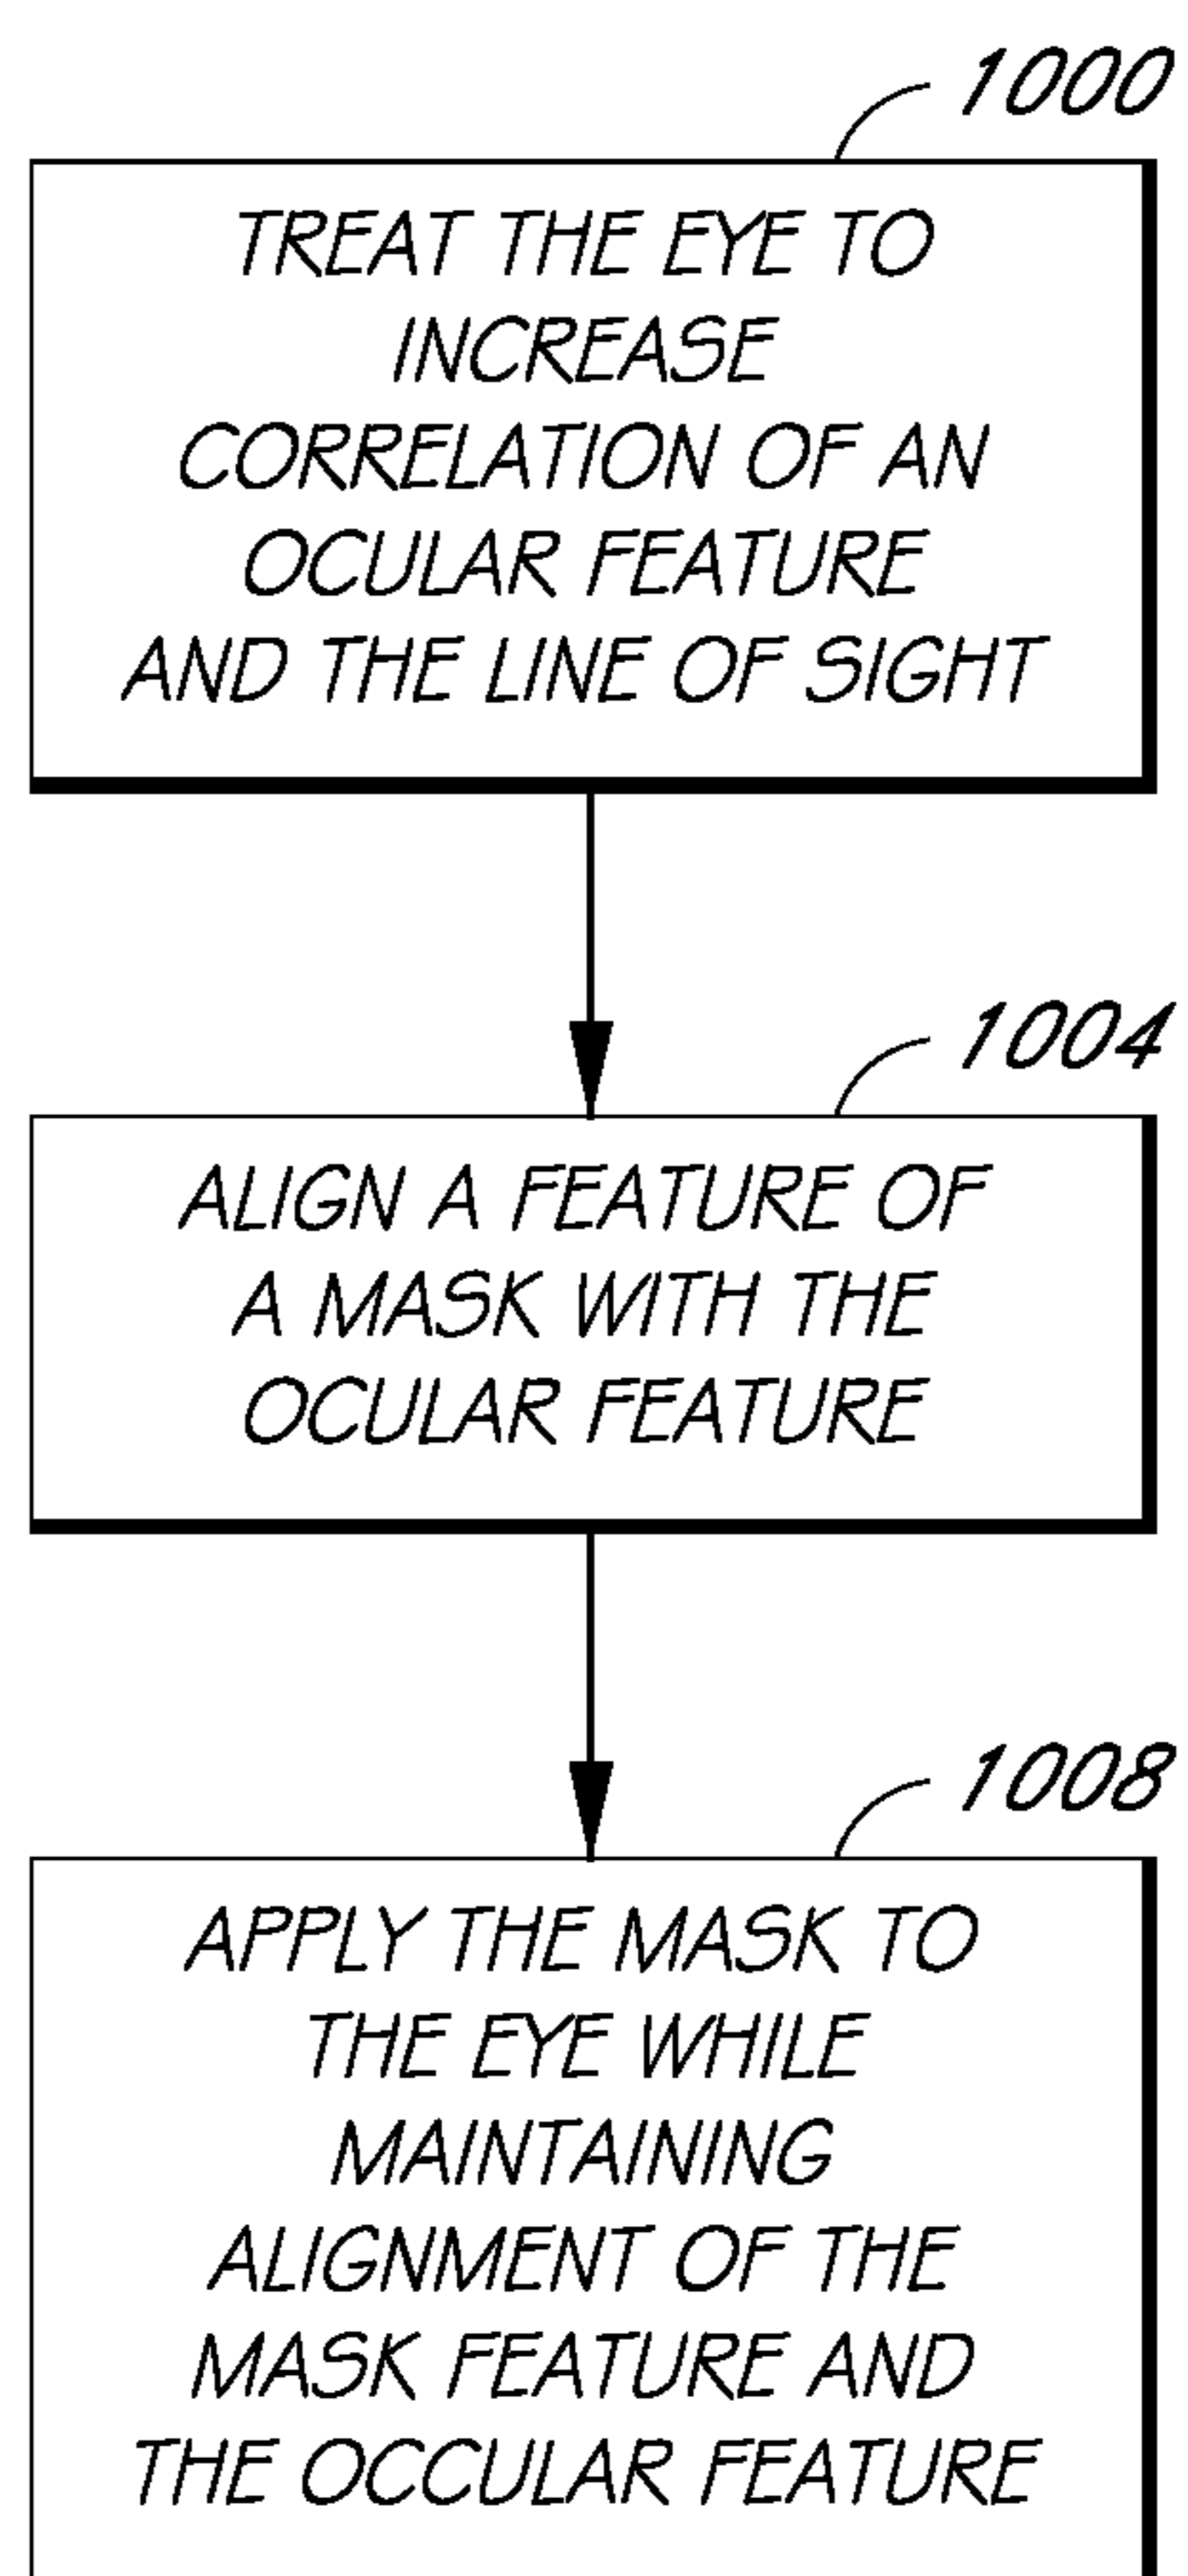 1000
TREAT THE EYE TO
INCREASE
CORRELATION OF AN
OCULAR FEATURE
AND THE LINE OF SIGHT
1004
ALIGN A FEATURE OF
A MASK WITH THE
OCULAR FEATURE
1008
APPLY THE MASK TO
THE EYE WHILE
MAINTAINING
ALIGNMENT OF THE
MASK FEATURE AND
THE OCCULAR FEATURE